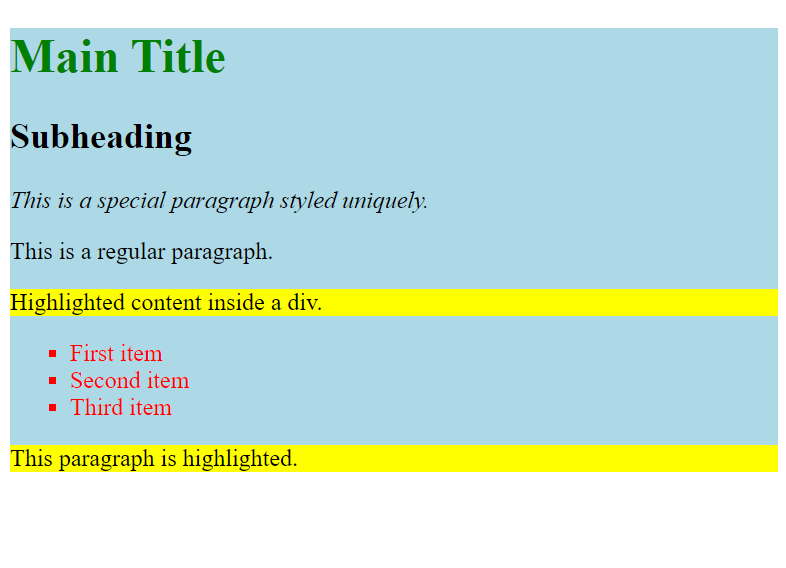 Main Title
Subheading
This is a special paragraph styled uniquely.
This is a regular paragraph.
Highlighted content inside a div.
First item
Second item
Third item
This paragraph is highlighted.